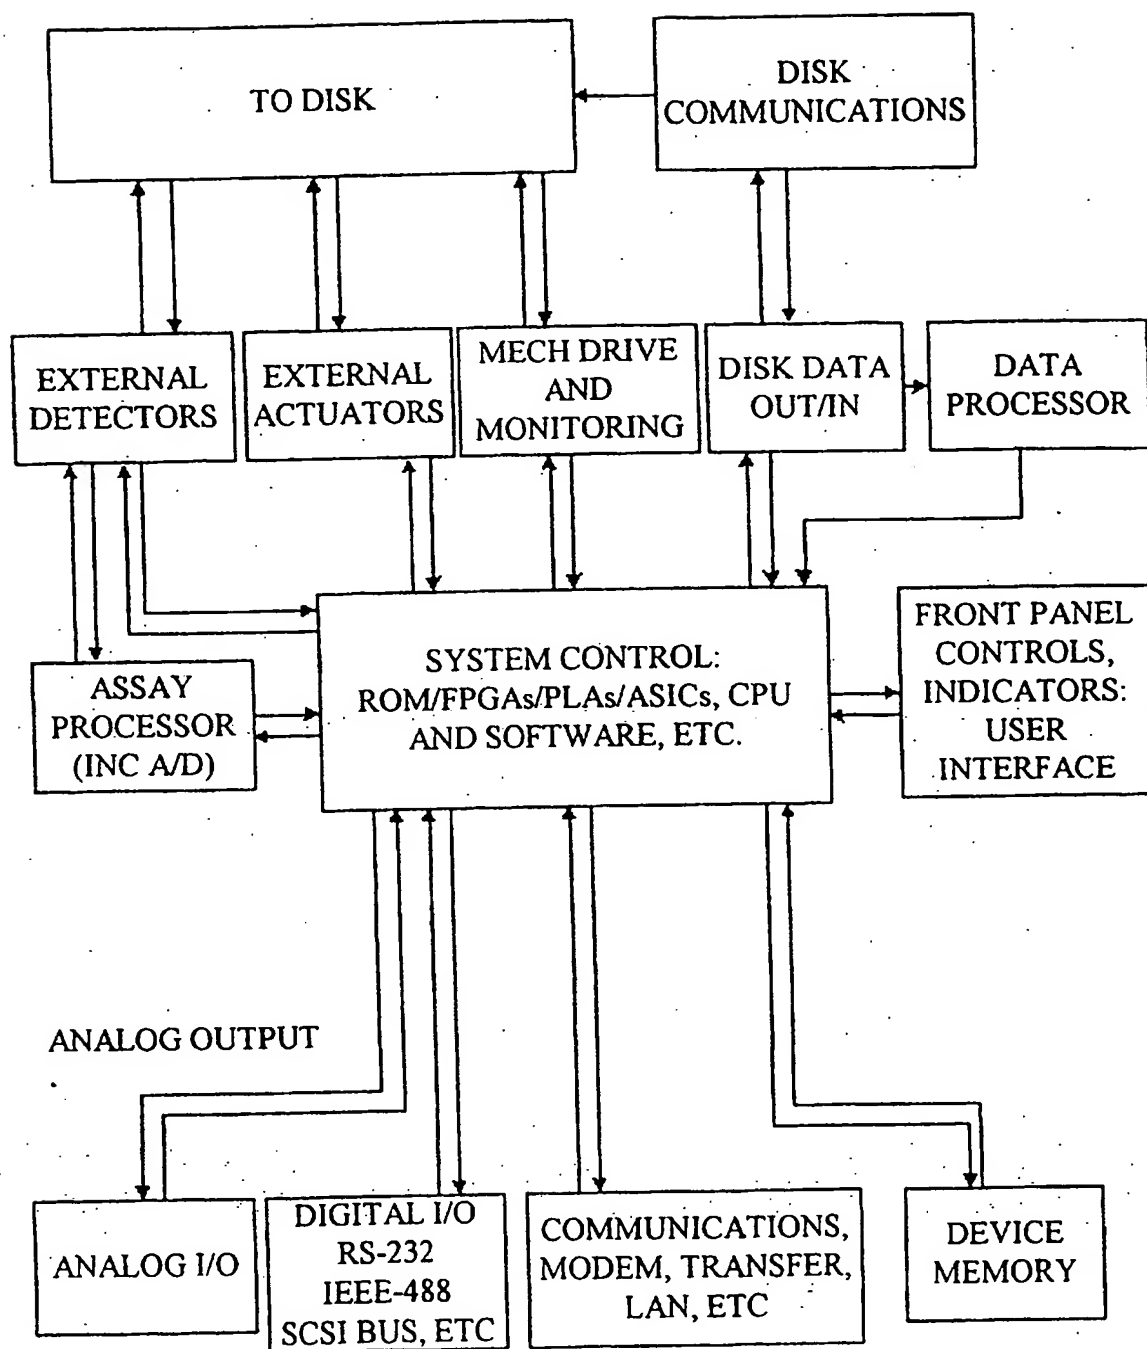 TO DISK
DISK
COMMUNICATIONS
EXTERNAL
DETECTORS
EXTERNAL
ACTUATORS
MECH DRIVE
AND
MONITORING
DISK DATA
OUT/IN
DATA
PROCESSOR
ASSAY
PROCESSOR
(INC A/D)
SYSTEM CONTROL:
ROM/FPGAs/PLAs/ASICs, CPU
AND SOFTWARE, ETC.
FRONT PANEL
CONTROLS,
INDICATORS:
USER
INTERFACE
ANALOG OUTPUT
ANALOG I/O
DIGITAL I/O
RS-232
IEEE-488
SCSI BUS, ETC
COMMUNICATIONS,
MODEM, TRANSFER,
LAN, ETC
DEVICE
MEMORY